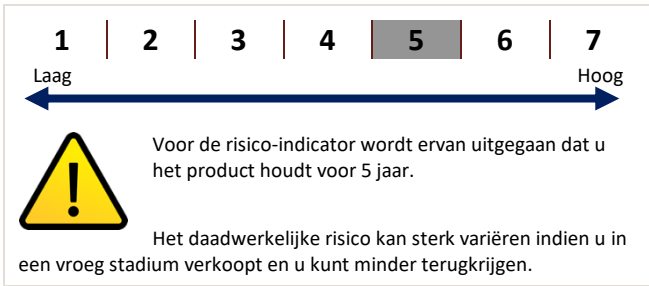 1 2 3 4 5 6 7
Laag Hoog
Voor de risico-indicator wordt ervan uitgegaan dat u
het product houdt voor 5 jaar.
Het daadwerkelijke risico kan sterk variëren indien u in
een vroeg stadium verkoopt en u kunt minder terugkrijgen.